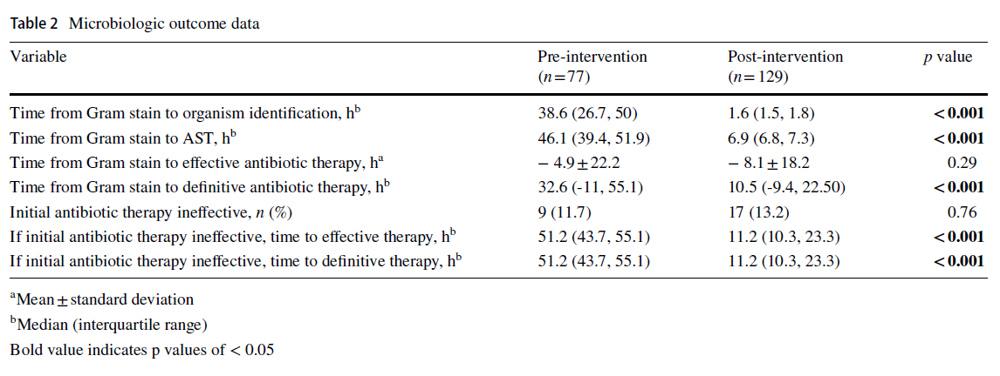 Table 2 Microbiologic outcome data
Variable Pre-intervention Post-intervention p value
(n=77) (n=129)
Time from Gram stain to organism identification, hᵇ 38.6 (26.7, 50) 1.6 (1.5, 1.8) <0.001
Time from Gram stain to AST, hᵇ 46.1 (39.4, 51.9) 6.9 (6.8, 7.3) <0.001
Time from Gram stain to effective antibiotic therapy, hᵃ − 4.9±22.2 − 8.1±18.2 0.29
Time from Gram stain to definitive antibiotic therapy, hᵇ 32.6 (-11, 55.1) 10.5 (-9.4, 22.50) <0.001
Initial antibiotic therapy ineffective, n (%) 9 (11.7) 17 (13.2) 0.76
If initial antibiotic therapy ineffective, time to effective therapy, hᵇ 51.2 (43.7, 55.1) 11.2 (10.3, 23.3) <0.001
If initial antibiotic therapy ineffective, time to definitive therapy, hᵇ 51.2 (43.7, 55.1) 11.2 (10.3, 23.3) <0.001
ᵃMean±standard deviation
ᵇMedian (interquartile range)
Bold value indicates p values of < 0.05